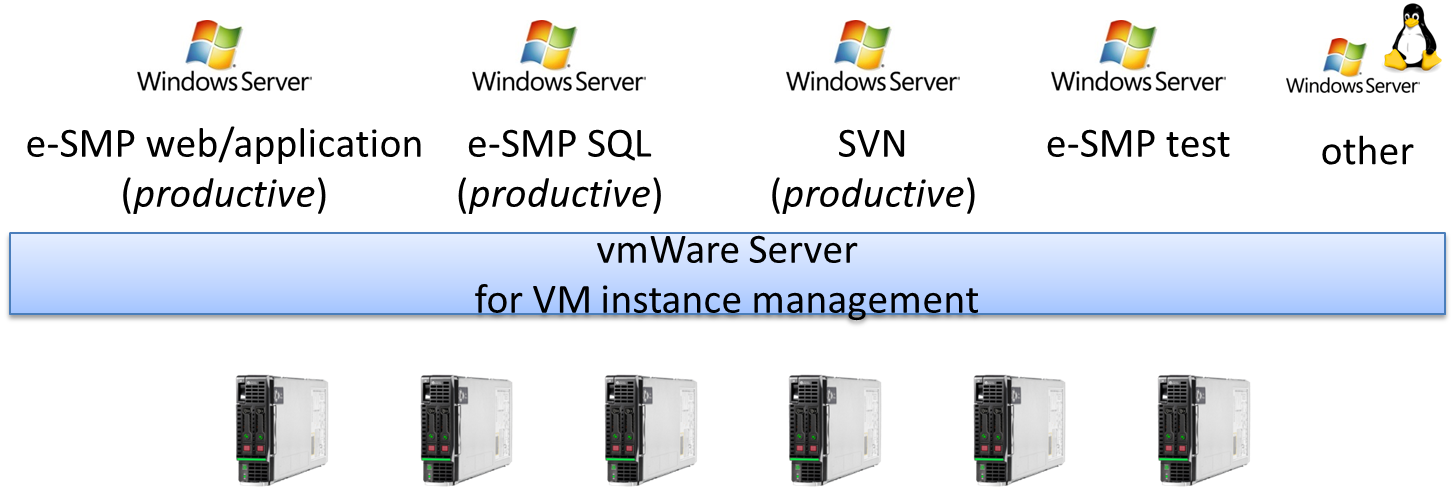 Windows Server
Windows Server
Windows Server
Windows Server
Windows Server
e-SMP web/application
(productive)
e-SMP SQL
(productive)
SVN
(productive)
e-SMP test
other
vmWare Server
for VM instance management